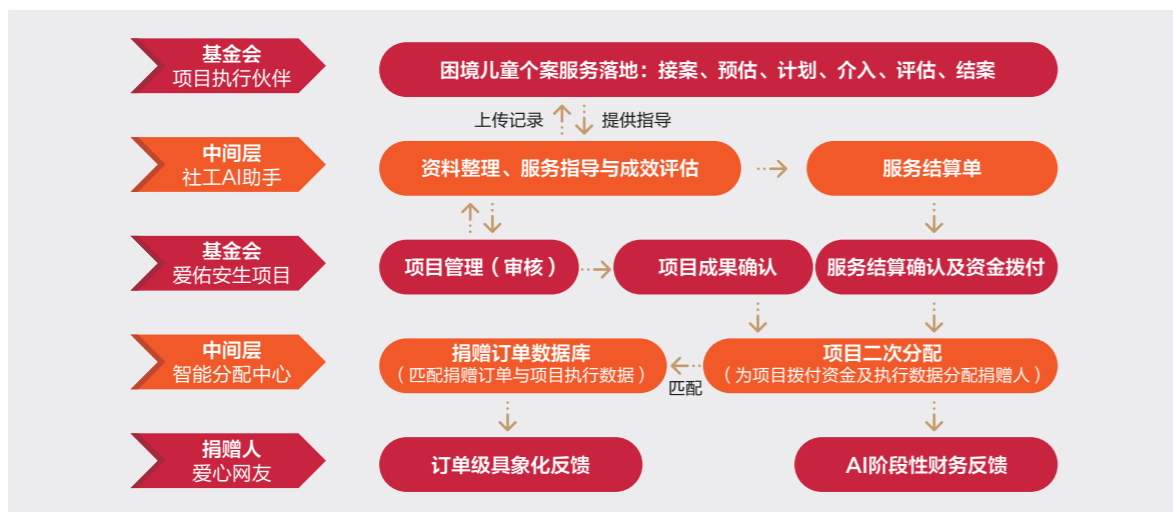 基金会
项目执行伙伴
困境儿童个案服务落地：接案、预估、计划、介入、评估、结案
上传记录
提供指导
中间层
社工AI助手
资料整理、服务指导与成效评估
服务结算单
基金会
爱佑安生项目
项目管理（审核）
项目成果确认
服务结算确认及资金拨付
中间层
智能分配中心
捐赠订单数据库
（匹配捐赠订单与项目执行数据）
匹配
项目二次分配
（为项目拨付资金及执行数据分配捐赠人）
捐赠人
爱心网友
订单级具象化反馈
AI阶段性财务反馈